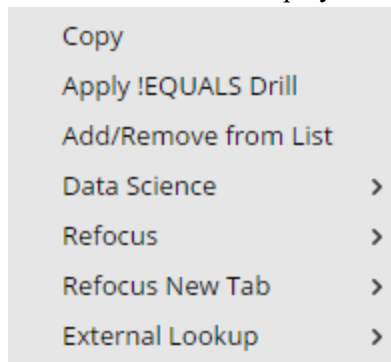 Copy
Apply !EQUALS Drill
Add/Remove from List
Data Science
Refocus
Refocus New Tab
External Lookup